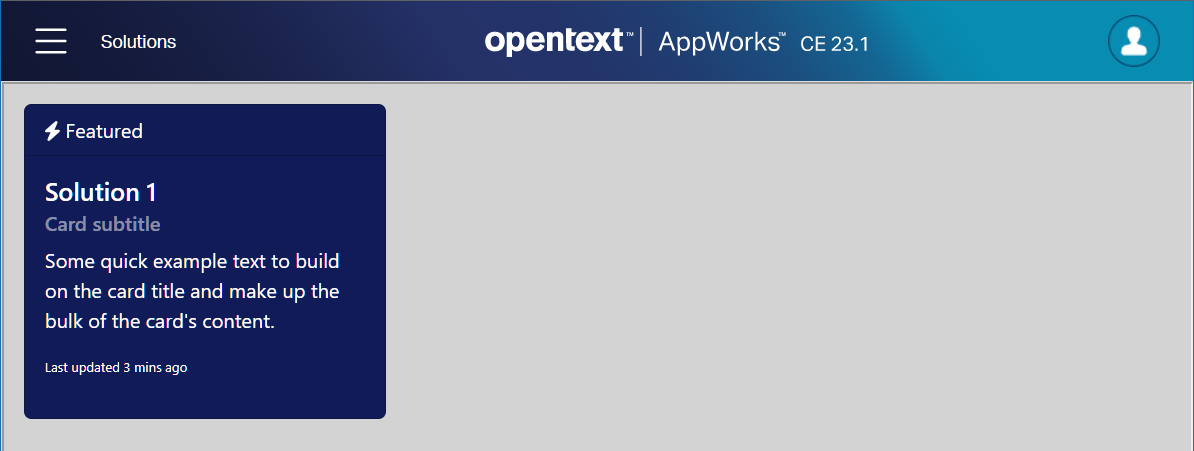 Solutions
opentext™ | AppWorks™ CE 23.1
Featured
Solution 1
Card subtitle
Some quick example text to build
on the card title and make up the
bulk of the card's content.
Last updated 3 mins ago